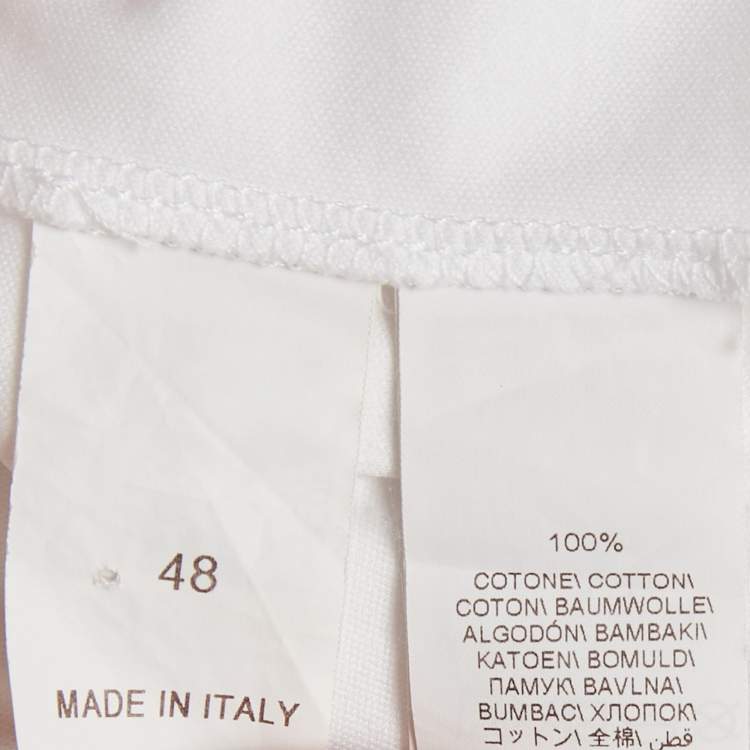 48
MADE IN ITALY
100%
COTONE\ COTTON\
COTON\ BAUMWOLLE\
ALGODÓN\ BAMBAKI\
KATOEN\ BOMULD\
ПАМУК\ BAVLNA\
BUMBAC\ ХЛОПОК\
コットン\ 全棉\ قطن\